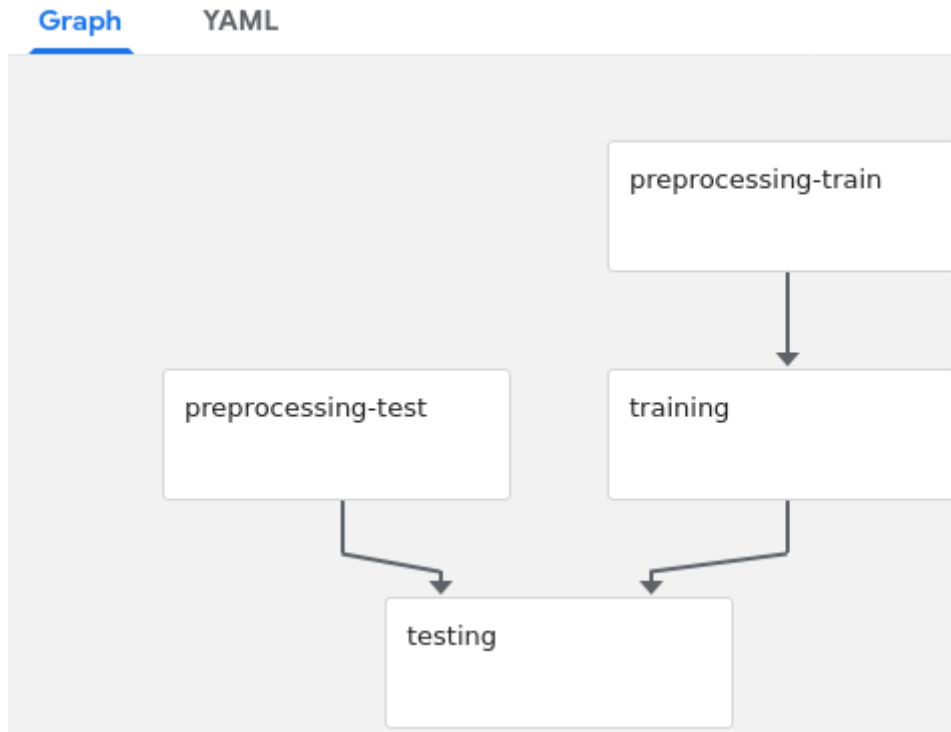 Graph YAML
preprocessing-train
preprocessing-test
training
testing